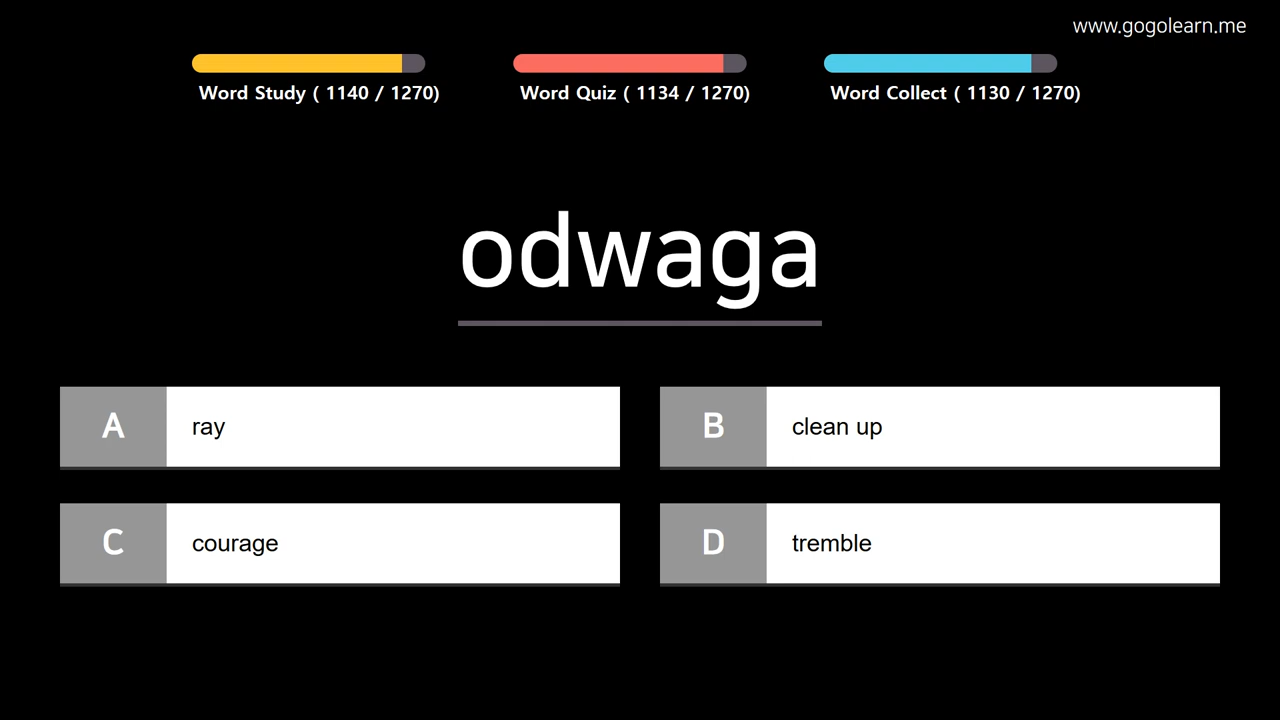 www.gogolearn.me
Word Study ( 1140 / 1270)
Word Quiz ( 1134 / 1270)
Word Collect ( 1130 / 1270)
odwaga
A ray
B clean up
C courage
D tremble